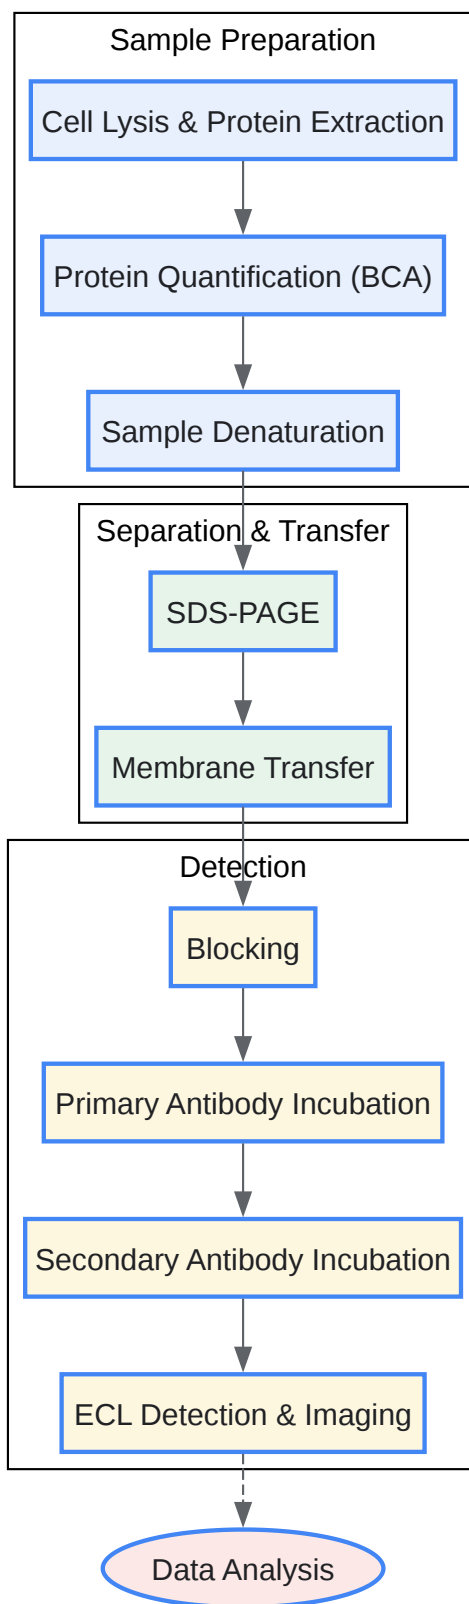 Sample Preparation
Cell Lysis & Protein Extraction
Protein Quantification (BCA)
Sample Denaturation
Separation & Transfer
SDS-PAGE
Membrane Transfer
Detection
Blocking
Primary Antibody Incubation
Secondary Antibody Incubation
ECL Detection & Imaging
Data Analysis